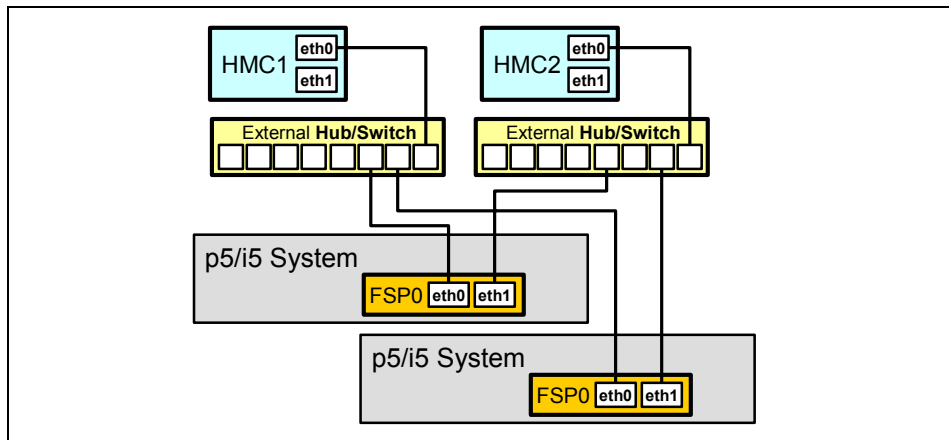 HMC1
eth0
eth1
HMC2
eth0
eth1
External Hub/Switch
External Hub/Switch
p5/i5 System
FSP0 eth0 eth1
p5/i5 System
FSP0 eth0 eth1